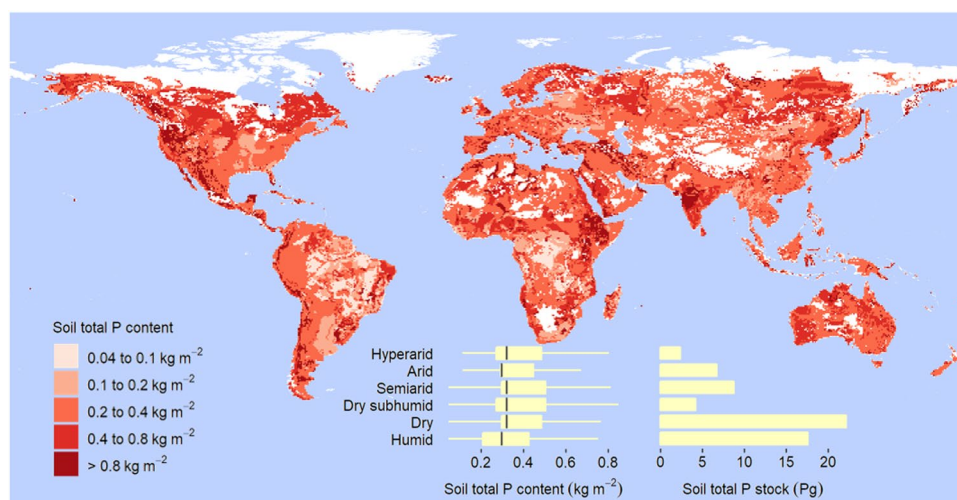 Soil total P content
0.04 to 0.1 kg m⁻²
0.1 to 0.2 kg m⁻²
0.2 to 0.4 kg m⁻²
0.4 to 0.8 kg m⁻²
> 0.8 kg m⁻²
Hyperarid
Arid
Semiarid
Dry subhumid
Dry
Humid
0.2 0.4 0.6 0.8
Soil total P content (kg m⁻²)
0 5 10 15 20
Soil total P stock (Pg)